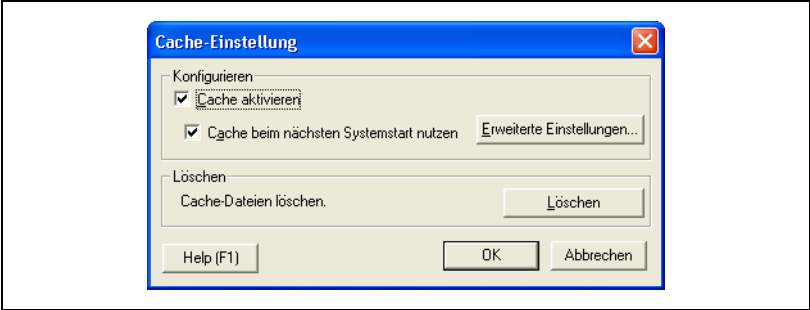 Cache-Einstellung
Konfigurieren
Cache aktivieren
Cache beim nächsten Systemstart nutzen
Erweiterte Einstellungen...
Löschen
Cache-Dateien löschen.
Löschen
Help (F1)
OK
Abbrechen